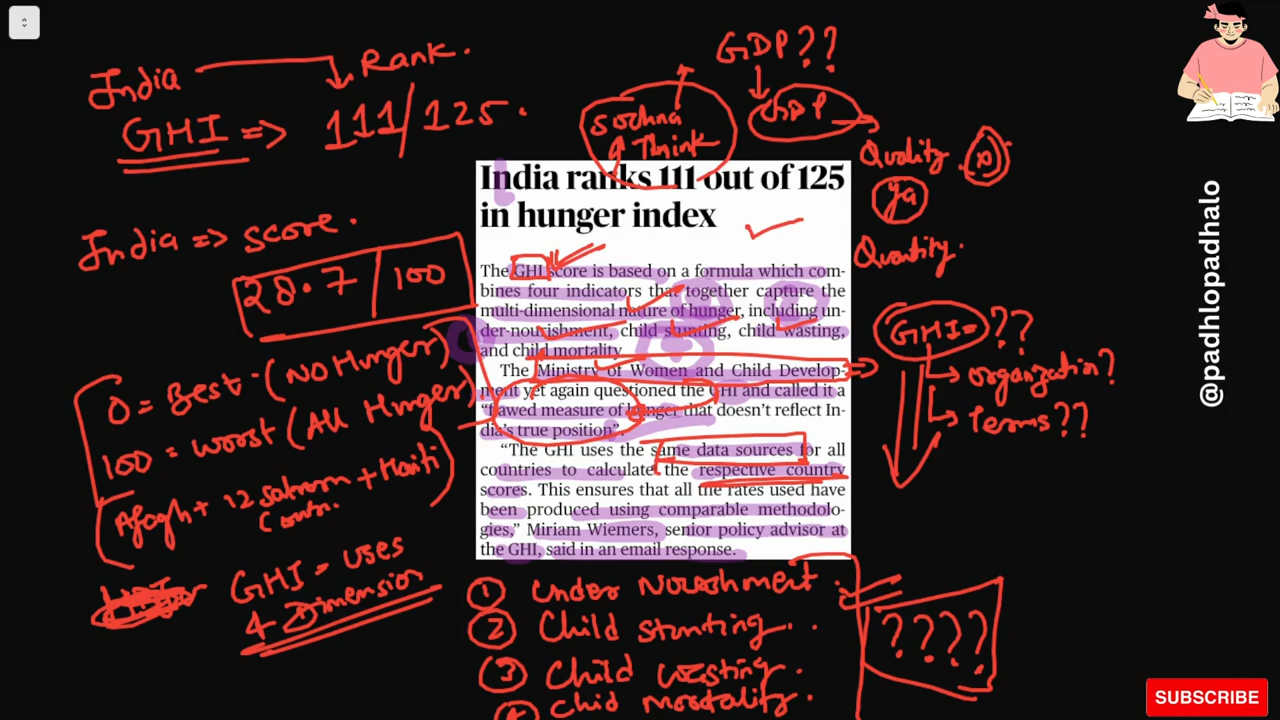 India
Rank.
GHI => 111/125.
GDP??
GDP
Sochna
Think
Quality.
ya
Quantity.
India => score.
28.7/100
0 = Best. (NO Hunger)
100 = worst (All Hunger)
+ 12 + Haiti
GHI = uses
4 Dimension
India ranks 111 out of 125
in hunger index
The GHI score is based on a formula which com-
bines four indicators that together capture the
multi-dimensional nature of hunger, including un-
der-nourishment, child stunting, child wasting,
and child mortality.
The Ministry of Women and Child Develop-
ment yet again questioned the GHI and called it a
“flawed measure of hunger that doesn’t reflect In-
dia’s true position”.
“The GHI uses the same data sources for all
countries to calculate the respective country
scores. This ensures that all the rates used have
been produced using comparable methodolo-
gies,” Miriam Wiemers, senior policy advisor at
the GHI, said in an email response.
GHI= ??
organization?
Terms??
① Under Nourshment
② Child stunting..
③ Child wasting.
④ Chid mortality.
????
@padhlopadhalo
SUBSCRIBE